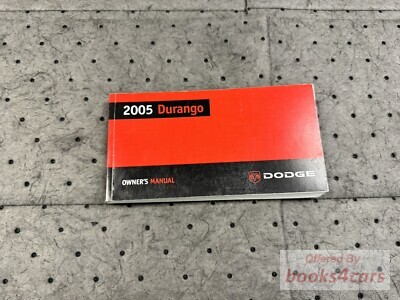 2005 Durango
OWNER'S MANUAL
DODGE
Offered By
books4cars